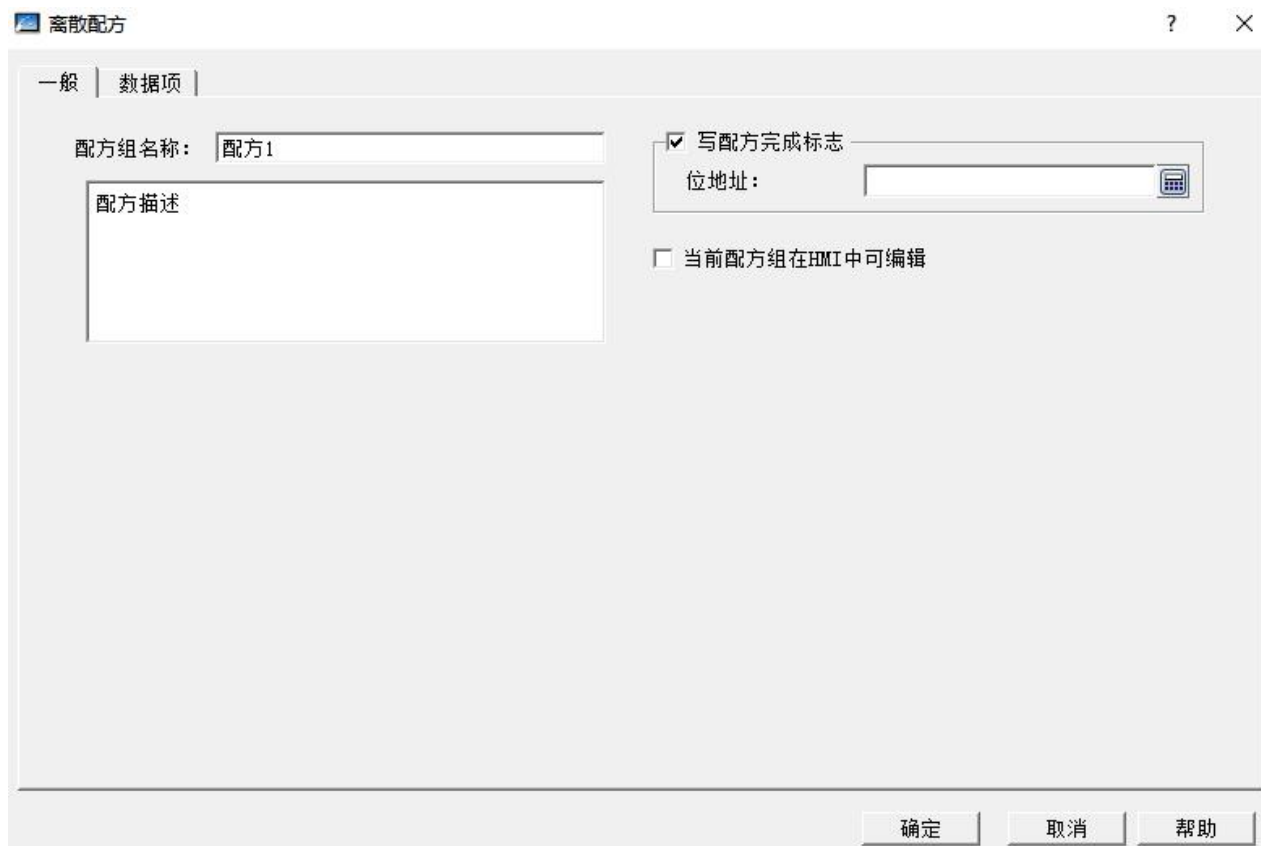 离散配方
一般 数据项
配方组名称: 配方1
配方描述
写配方完成标志
位地址:
当前配方组在HMI中可编辑
确定 取消 帮助